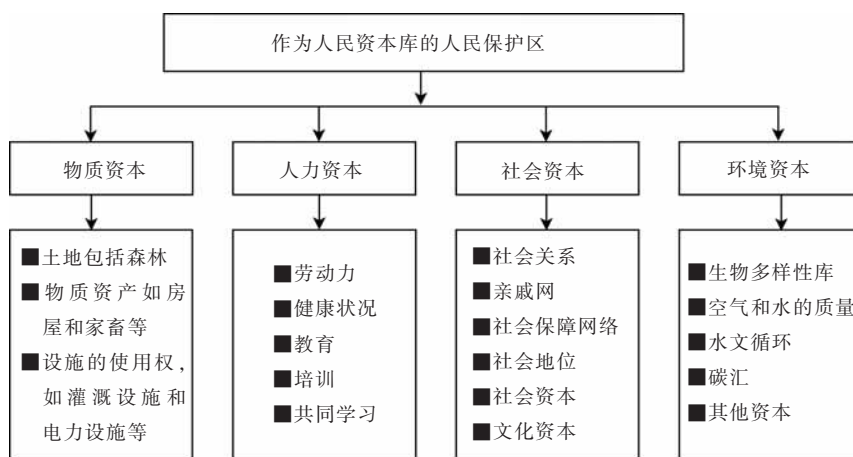 作为人民资本库的人民保护区
物质资本
人力资本
社会资本
环境资本
■土地包括森林
■物质资产如房
屋和家畜等
■设施的使用权，
如灌溉设施和
电力设施等
■劳动力
■健康状况
■教育
■培训
■共同学习
■社会关系
■亲戚网
■社会保障网络
■社会地位
■社会资本
■文化资本
■生物多样性库
■空气和水的质量
■水文循环
■碳汇
■其他资本